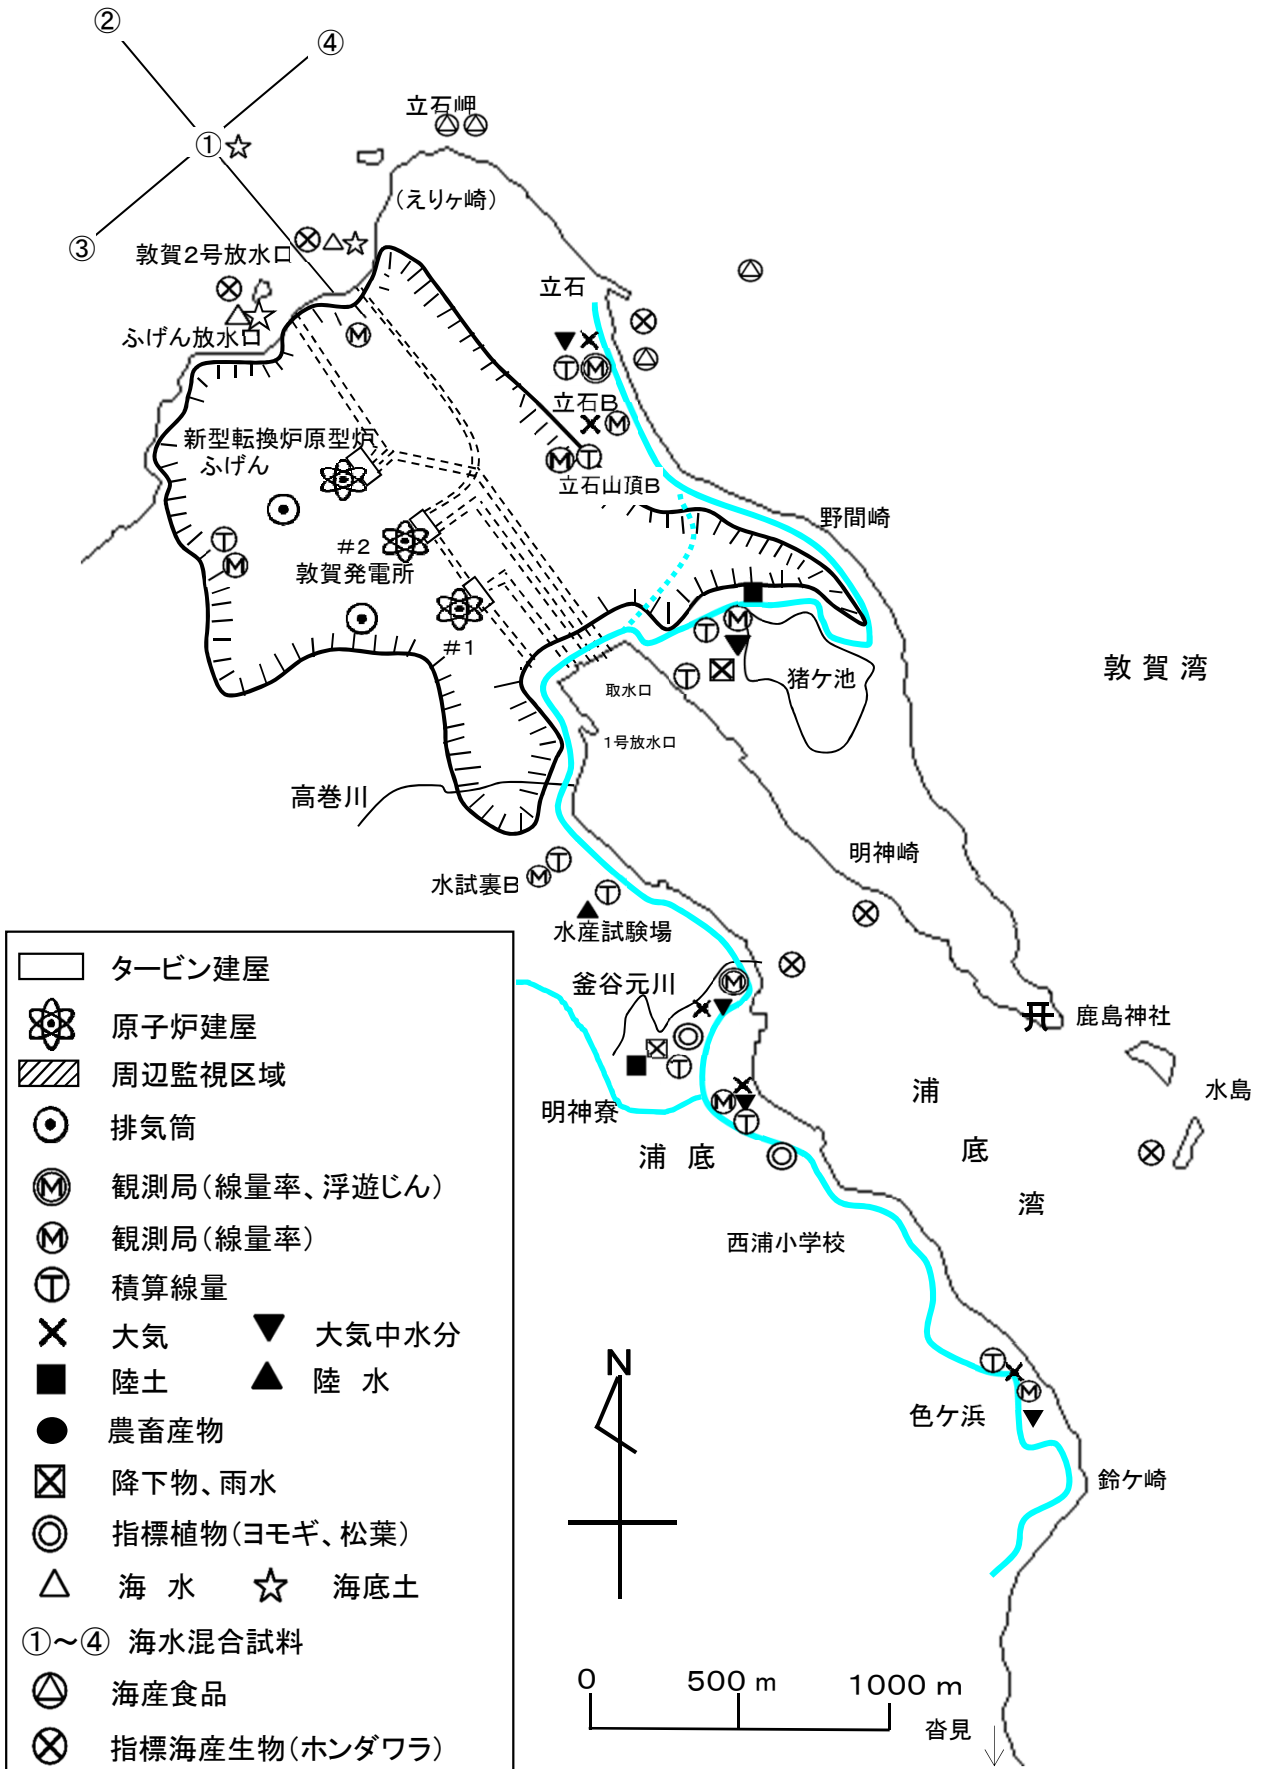 ②
④
立石岬
①
(えりヶ崎)
③
敦賀2号放水口
立石
ふげん放水口
T
M
M
立石B
M
新型転換炉原型炉
ふげん
M
T
立石山頂B
野間崎
T
M
#2
敦賀発電所
#1
T
M
T
猪ケ池
敦賀湾
取水口
1号放水口
高巻川
明神崎
水試裏B
M
T
T
水産試験場
釜谷元川
M
鹿島神社
T
水島
明神寮
M
T
浦底
浦底湾
西浦小学校
T
M
色ケ浜
鈴ケ崎
タービン建屋
原子炉建屋
周辺監視区域
排気筒
M 観測局(線量率、浮遊じん)
M 観測局(線量率)
T 積算線量
大気 大気中水分
陸土 陸 水
農畜産物
降下物、雨水
指標植物(ヨモギ、松葉)
海 水 海底土
①～④ 海水混合試料
海産食品
指標海産生物(ホンダワラ)
N
0 500 m 1000 m
沓見